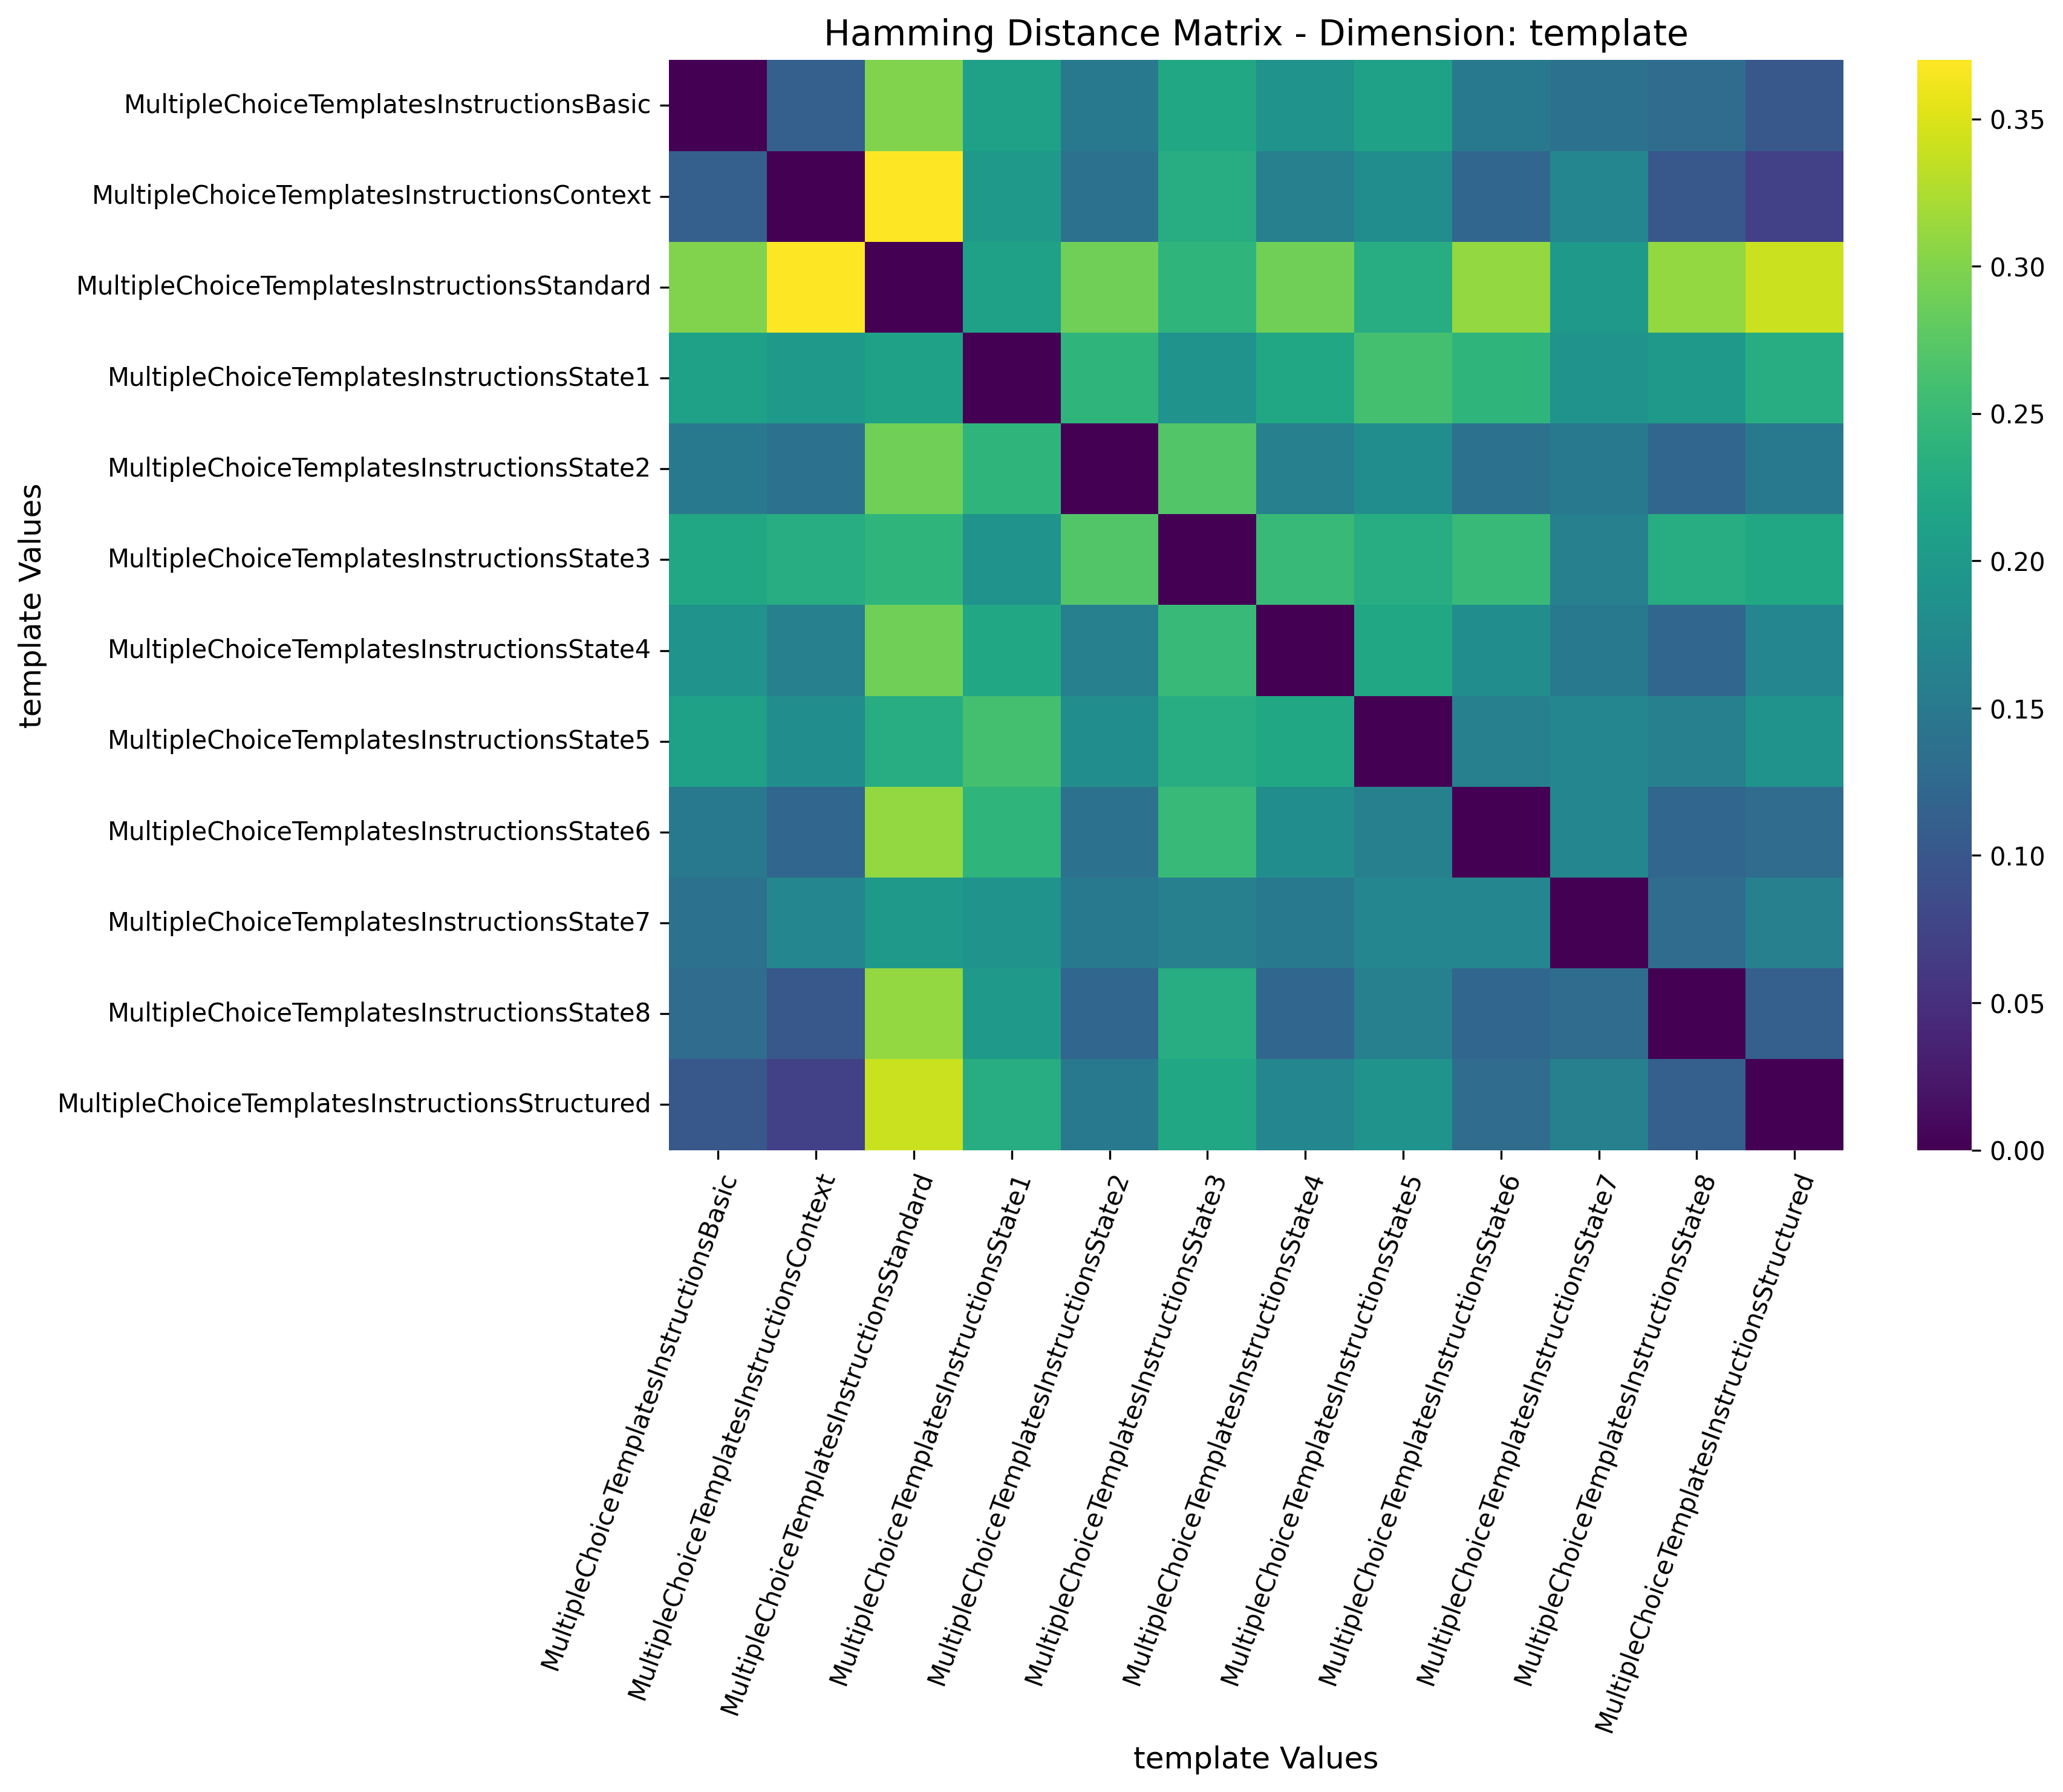 Hamming Distance Matrix - Dimension: template
template Values
MultipleChoiceTemplatesInstructionsBasic
MultipleChoiceTemplatesInstructionsContext
MultipleChoiceTemplatesInstructionsStandard
MultipleChoiceTemplatesInstructionsState1
MultipleChoiceTemplatesInstructionsState2
MultipleChoiceTemplatesInstructionsState3
MultipleChoiceTemplatesInstructionsState4
MultipleChoiceTemplatesInstructionsState5
MultipleChoiceTemplatesInstructionsState6
MultipleChoiceTemplatesInstructionsState7
MultipleChoiceTemplatesInstructionsState8
MultipleChoiceTemplatesInstructionsStructured
0.35
0.30
0.25
0.20
0.15
0.10
0.05
0.00
MultipleChoiceTemplatesInstructionsBasic
MultipleChoiceTemplatesInstructionsContext
MultipleChoiceTemplatesInstructionsStandard
MultipleChoiceTemplatesInstructionsState1
MultipleChoiceTemplatesInstructionsState2
MultipleChoiceTemplatesInstructionsState3
MultipleChoiceTemplatesInstructionsState4
MultipleChoiceTemplatesInstructionsState5
MultipleChoiceTemplatesInstructionsState6
MultipleChoiceTemplatesInstructionsState7
MultipleChoiceTemplatesInstructionsState8
MultipleChoiceTemplatesInstructionsStructured
template Values